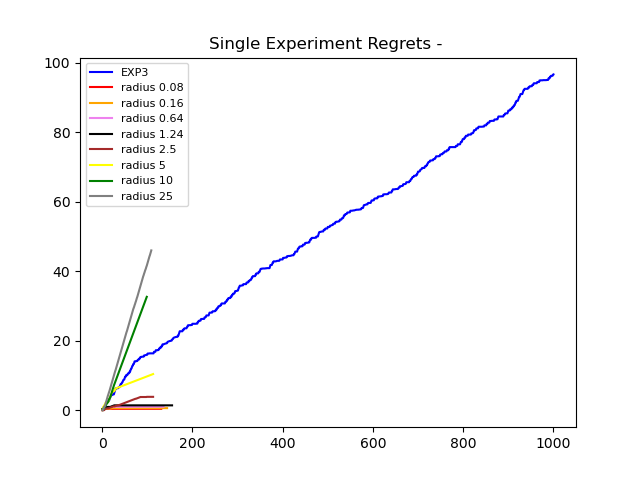 Single Experiment Regrets -
EXP3
radius 0.08
radius 0.16
radius 0.64
radius 1.24
radius 2.5
radius 5
radius 10
radius 25
100
80
60
40
20
0
0 200 400 600 800 1000